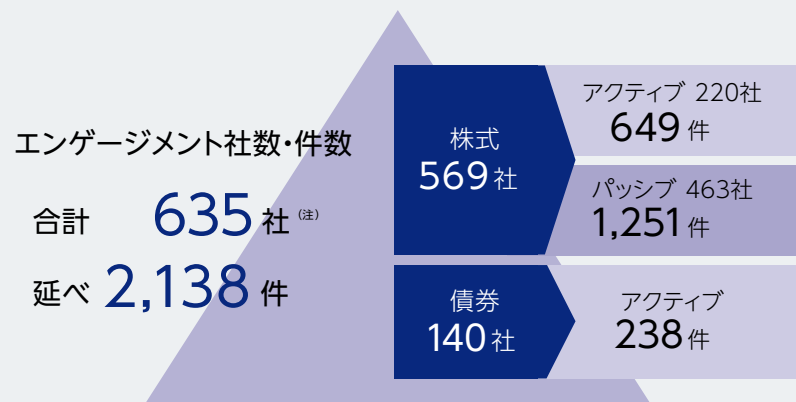 エンゲージメント社数・件数
合計 635 社 (注)
延べ 2,138 件
株式
569 社
アクティブ 220社
649 件
パッシブ 463社
1,251 件
債券
140 社
アクティブ
238 件